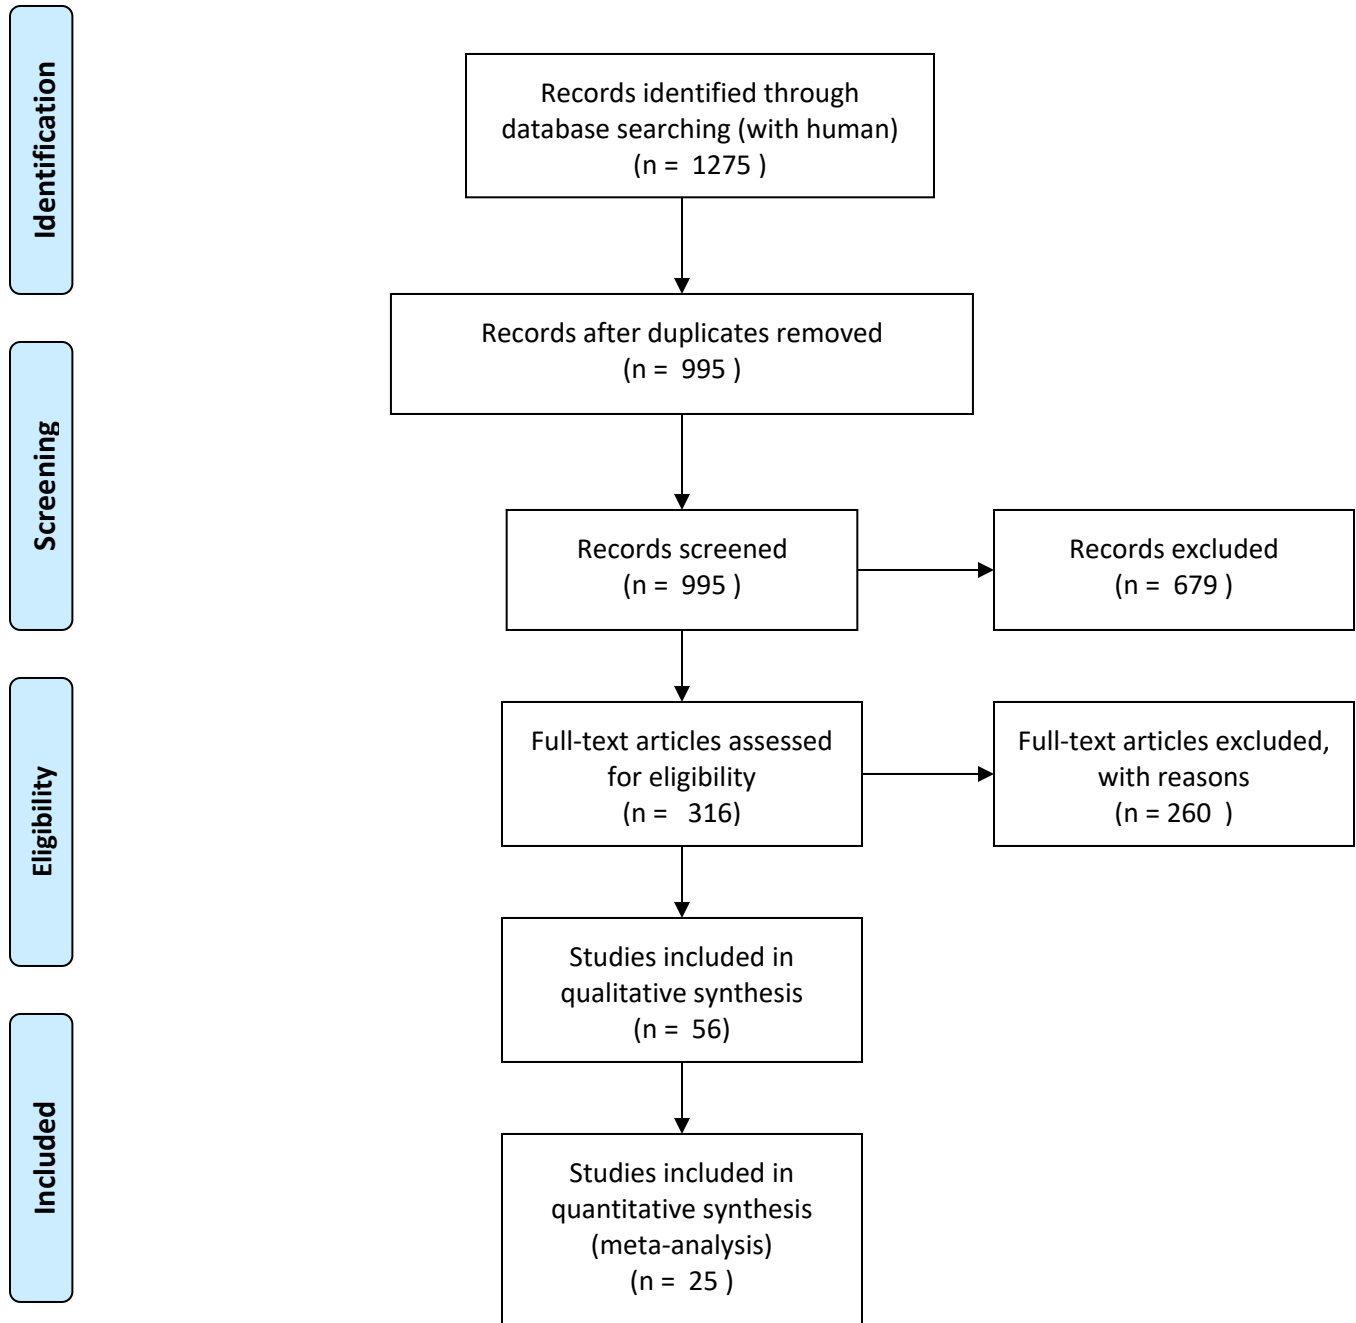 Identification
Records identified through
database searching (with human)
(n =  1275 )
Records after duplicates removed
(n =  995 )
Screening
Records screened
(n =  995 )
Records excluded
(n =  679 )
Eligibility
Full-text articles assessed
for eligibility
(n =   316)
Full-text articles excluded,
with reasons
(n = 260  )
Studies included in
qualitative synthesis
(n =  56)
Included
Studies included in
quantitative synthesis
(meta-analysis)
(n =  25 )